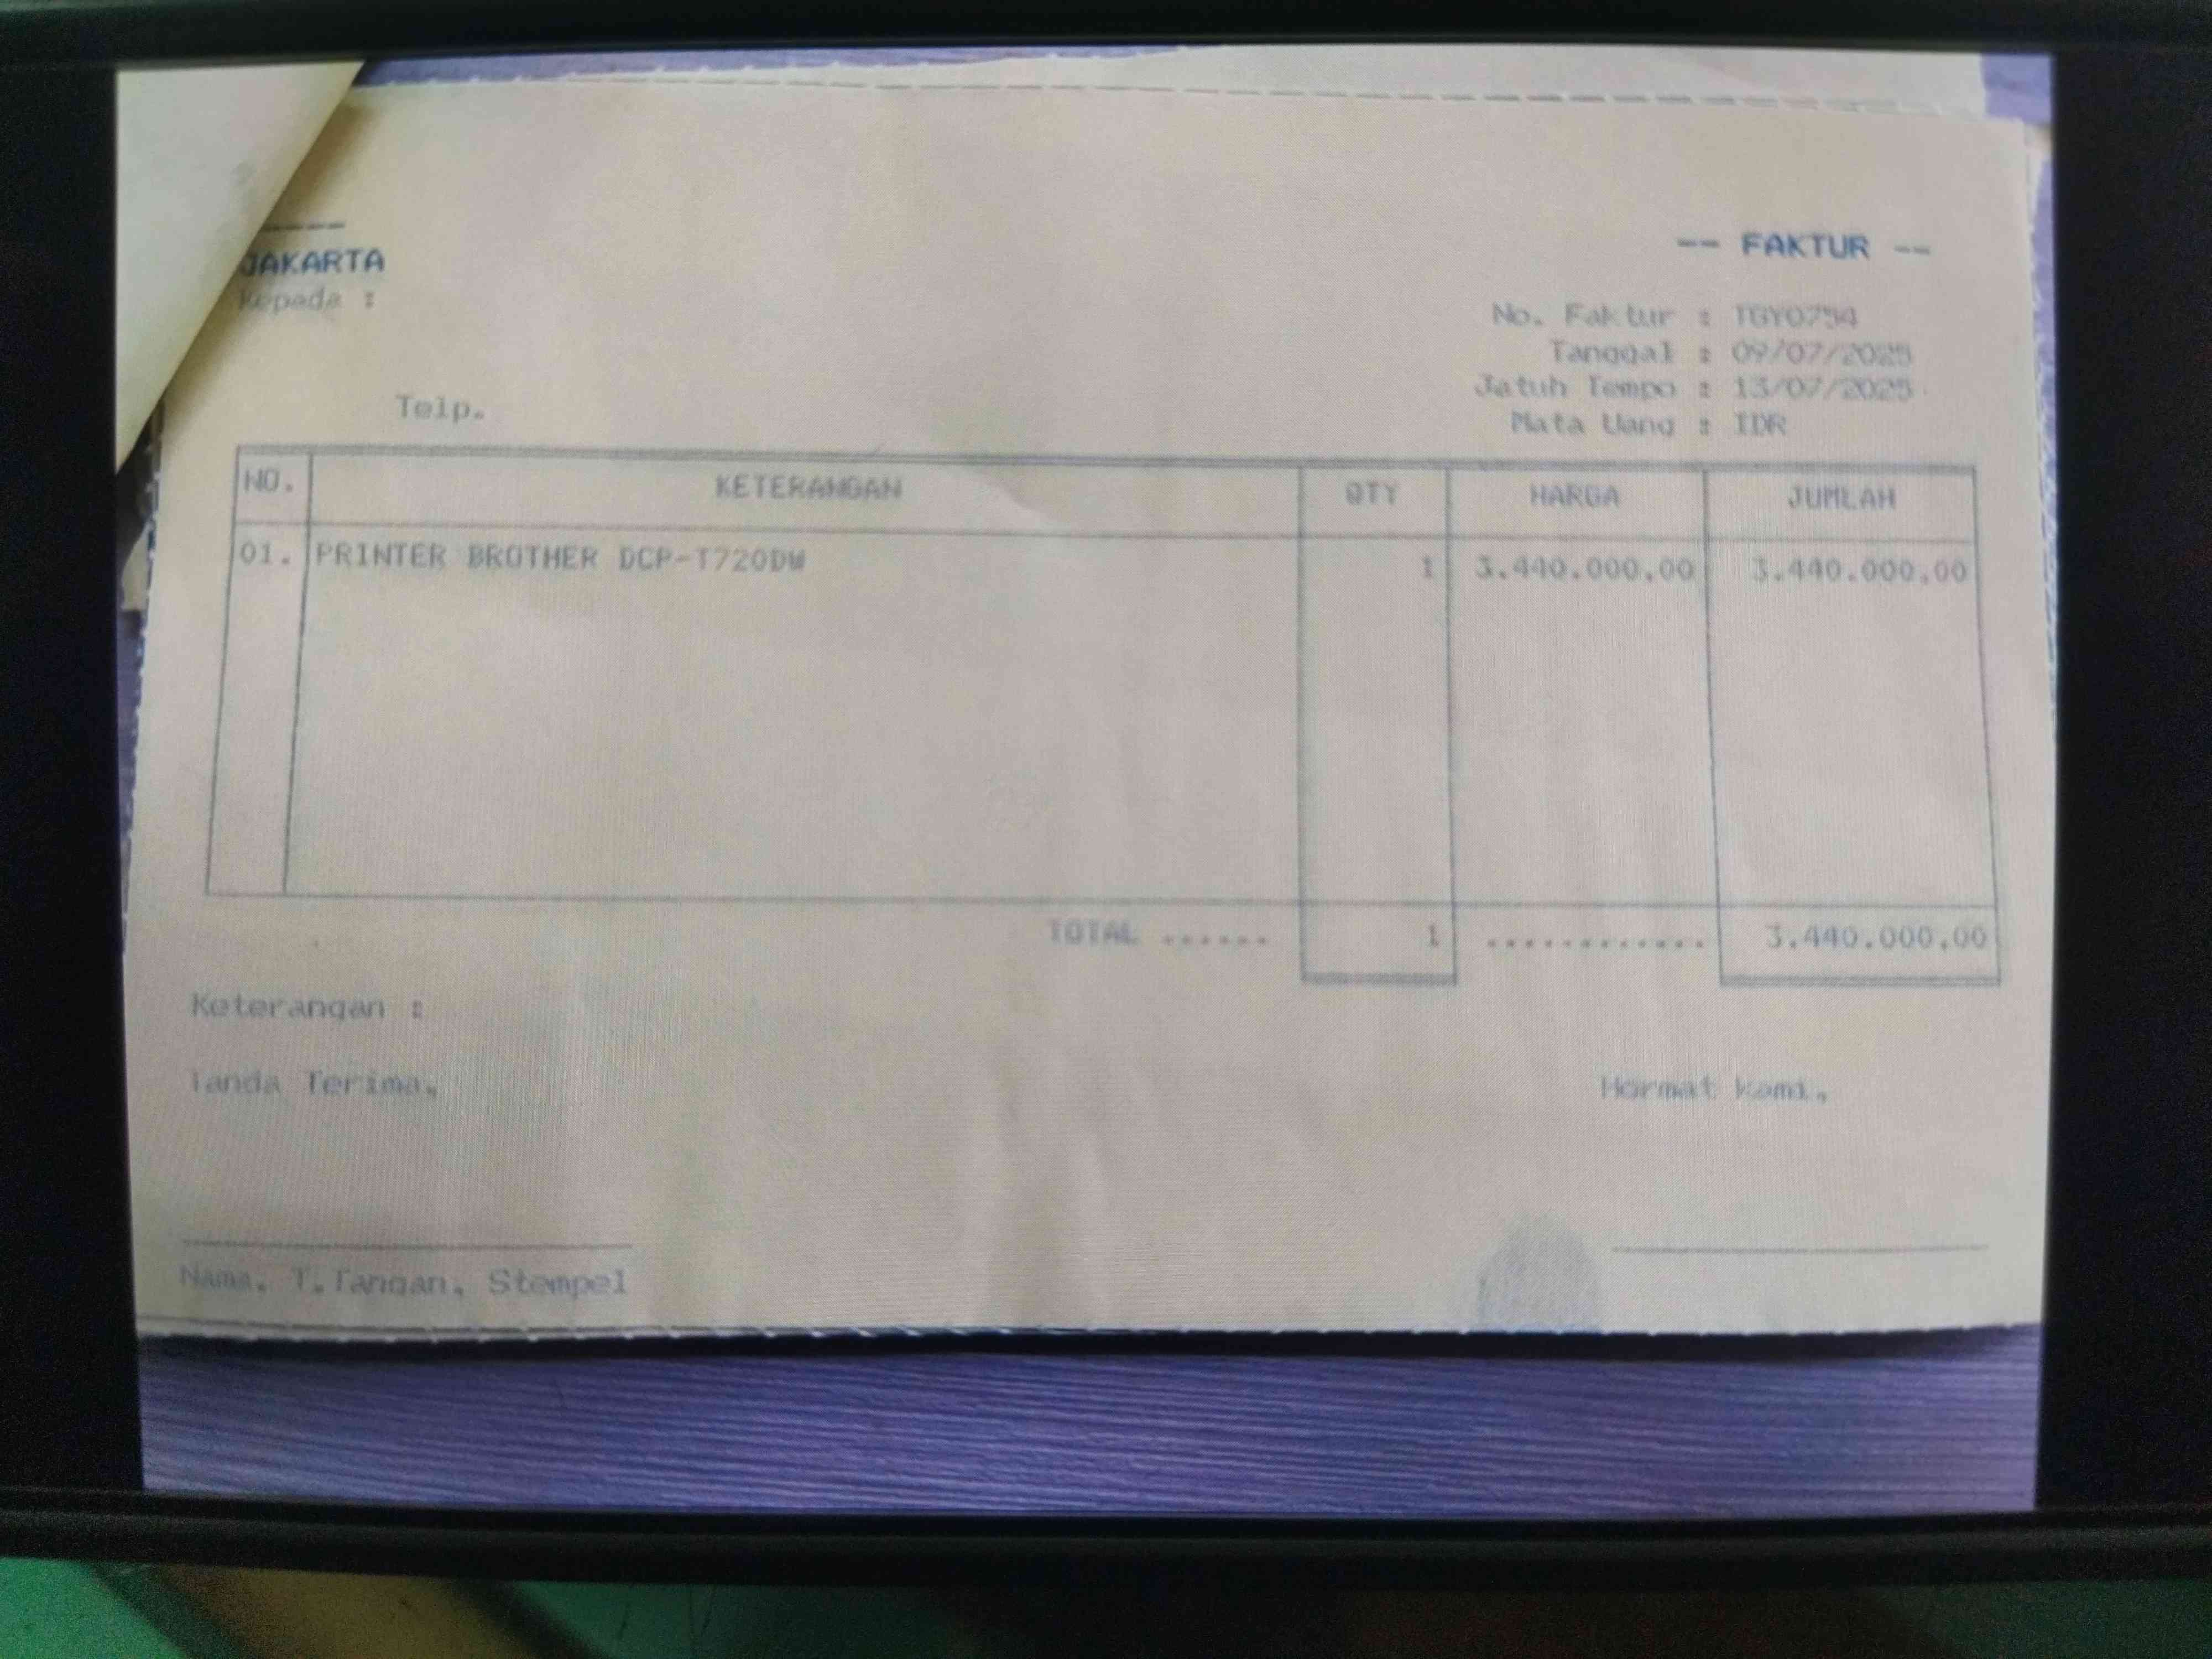 JAKARTA
-- FAKTUR --
Kepada :
No. Faktur : TGY0754
Tanggal : 09/07/2025
Jatuh Tempo : 13/07/2025
Telp.
Mata Uang : IDR
NO. KETERANGAN QTY HARGA JUMLAH
01. PRINTER BROTHER DCP-T720DW 1 3.440.000,00 3.440.000,00
TOTAL ...... 1 ............ 3.440.000,00
Keterangan :
Tanda Terima,
Hormat kami,
Nama, T.Tangan, Stempel